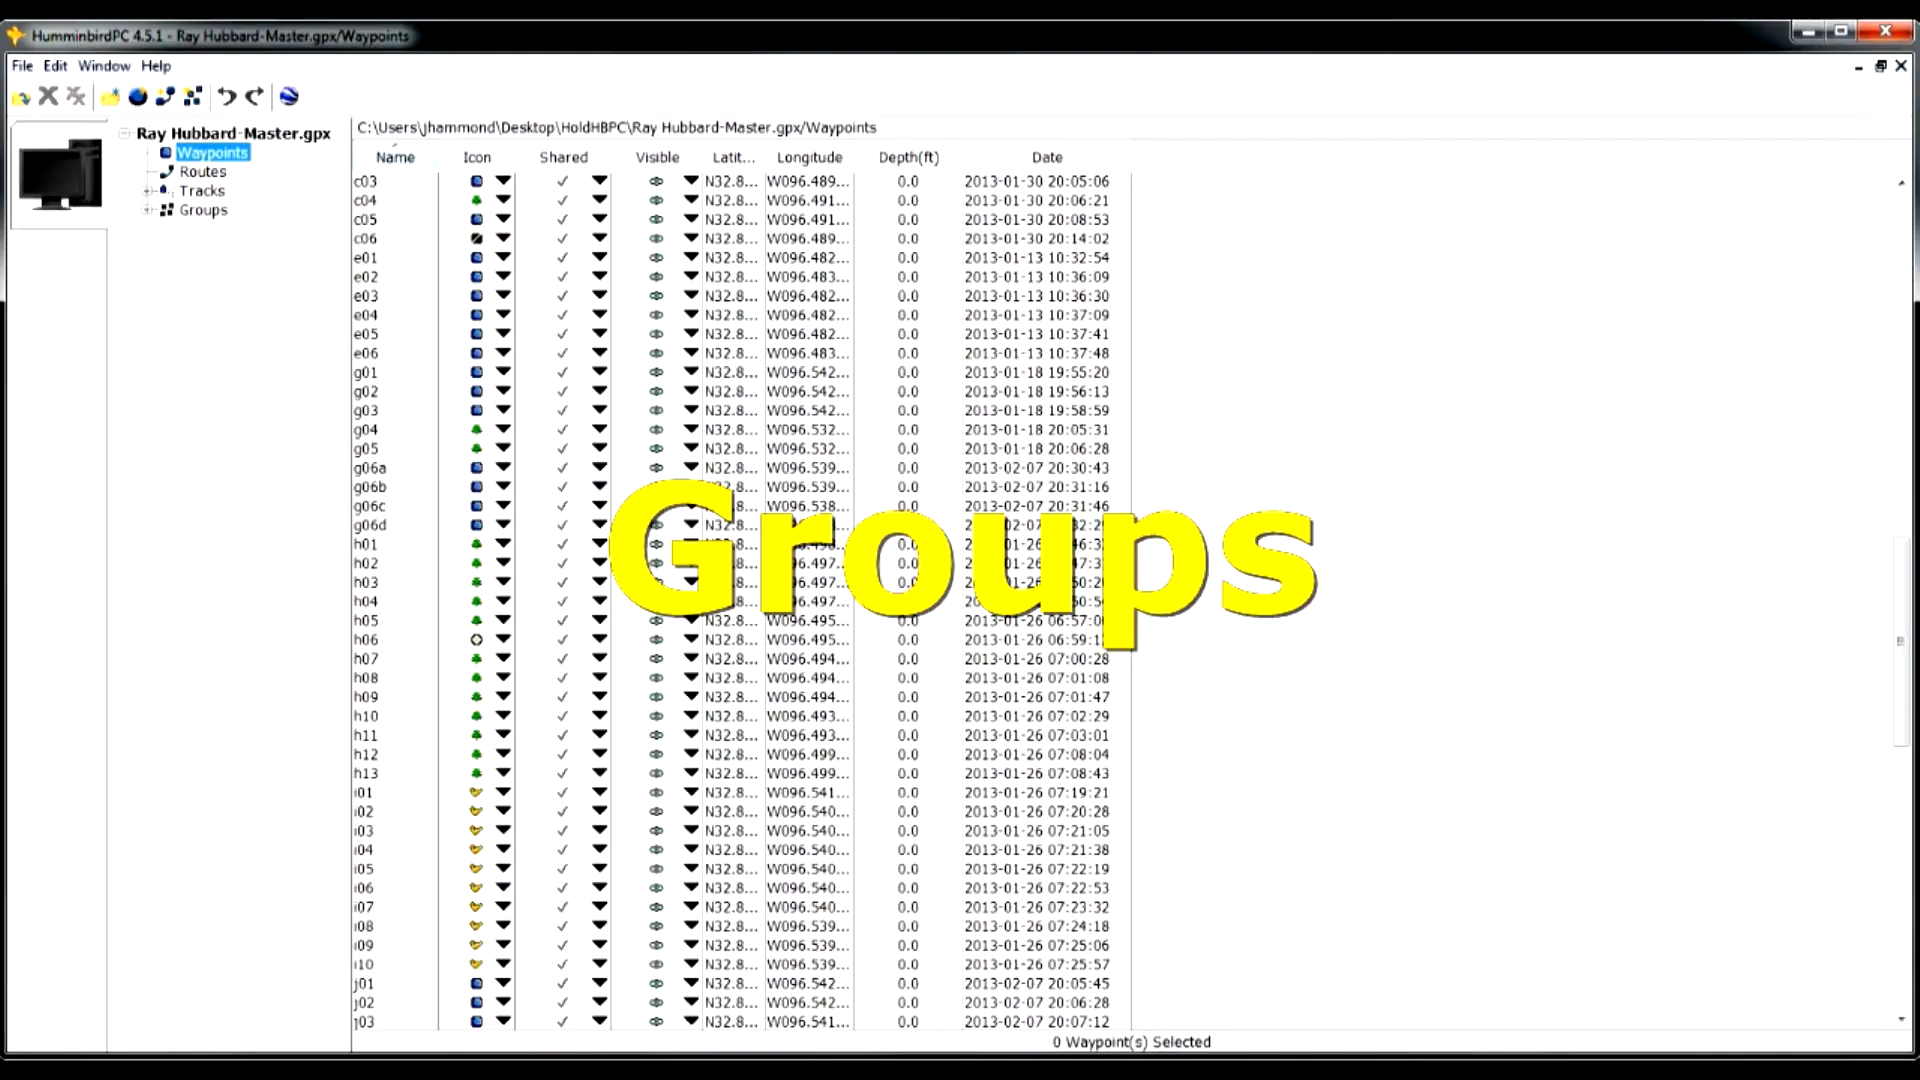 HumminbirdPC 4.5.1 - Ray Hubbard-Master.gpx/Waypoints
File Edit Window Help
Ray Hubbard-Master.gpx
Waypoints
Routes
Tracks
Groups
C:\Users\jhammond\Desktop\HoldHBPC\Ray Hubbard-Master.gpx/Waypoints
Name Icon Shared Visible Latit... Longitude Depth(ft) Date
c03 N32.8... W096.489... 0.0 2013-01-30 20:05:06
c04 N32.8... W096.491... 0.0 2013-01-30 20:06:21
c05 N32.8... W096.491... 0.0 2013-01-30 20:08:53
c06 N32.8... W096.489... 0.0 2013-01-30 20:14:02
e01 N32.8... W096.482... 0.0 2013-01-13 10:32:54
e02 N32.8... W096.483... 0.0 2013-01-13 10:36:09
e03 N32.8... W096.482... 0.0 2013-01-13 10:36:30
e04 N32.8... W096.482... 0.0 2013-01-13 10:37:09
e05 N32.8... W096.482... 0.0 2013-01-13 10:37:41
e06 N32.8... W096.483... 0.0 2013-01-13 10:37:48
g01 N32.8... W096.542... 0.0 2013-01-18 19:55:20
g02 N32.8... W096.542... 0.0 2013-01-18 19:56:13
g03 N32.8... W096.542... 0.0 2013-01-18 19:58:59
g04 N32.8... W096.532... 0.0 2013-01-18 20:05:31
g05 N32.8... W096.532... 0.0 2013-01-18 20:06:28
g06a N32.8... W096.539... 0.0 2013-02-07 20:30:43
g06b W096.539... 0.0 2013-02-07 20:31:16
g06c W096.538... 0.0 2013-02-07 20:31:46
g06d
h01
h02
h03
h04
h05 N32.8... W096.495... 0.0 2013-01-26
h06 N32.8... W096.495... 0.0 2013-01-26
h07 N32.8... W096.494... 0.0 2013-01-26 07:00:28
h08 N32.8... W096.494... 0.0 2013-01-26 07:01:08
h09 N32.8... W096.494... 0.0 2013-01-26 07:01:47
h10 N32.8... W096.493... 0.0 2013-01-26 07:02:29
h11 N32.8... W096.493... 0.0 2013-01-26 07:03:01
h12 N32.8... W096.499... 0.0 2013-01-26 07:08:04
h13 N32.8... W096.499... 0.0 2013-01-26 07:08:43
i01 N32.8... W096.541... 0.0 2013-01-26 07:19:21
i02 N32.8... W096.540... 0.0 2013-01-26 07:20:28
i03 N32.8... W096.540... 0.0 2013-01-26 07:21:05
i04 N32.8... W096.540... 0.0 2013-01-26 07:21:38
i05 N32.8... W096.540... 0.0 2013-01-26 07:22:19
i06 N32.8... W096.540... 0.0 2013-01-26 07:22:53
i07 N32.8... W096.540... 0.0 2013-01-26 07:23:32
i08 N32.8... W096.539... 0.0 2013-01-26 07:24:18
i09 N32.8... W096.539... 0.0 2013-01-26 07:25:06
i10 N32.8... W096.539... 0.0 2013-01-26 07:25:57
j01 N32.8... W096.542... 0.0 2013-02-07 20:05:45
j02 N32.8... W096.542... 0.0 2013-02-07 20:06:28
j03 N32.8... W096.541... 0.0 2013-02-07 20:07:12
Groups
0 Waypoint(s) Selected